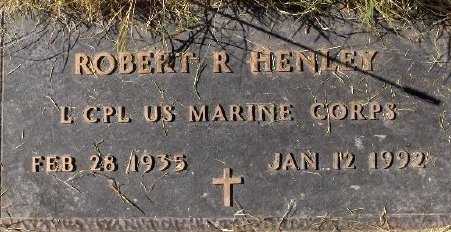 ROBERT R HENLEY
L CPL US MARINE CORPS
FEB 28 1935 JAN 12 1992